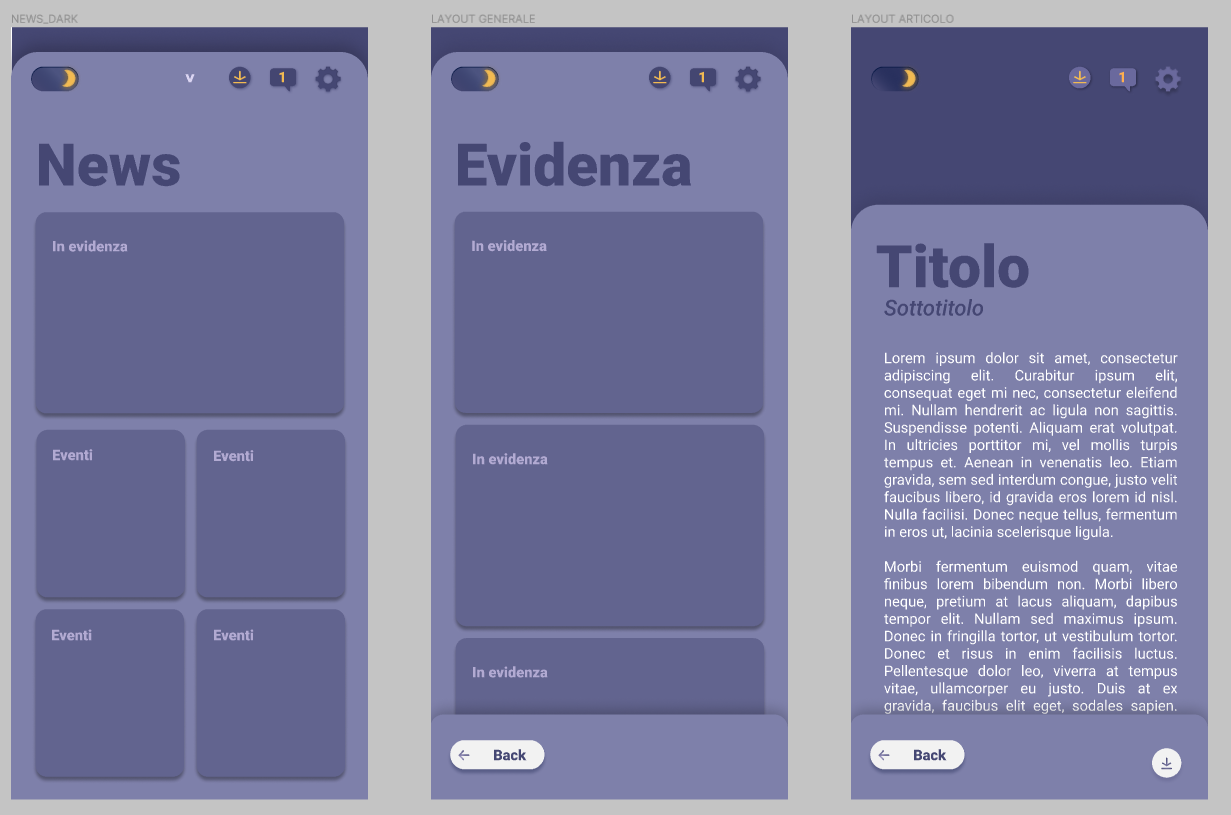 NEWS_DARK
v
1
News
In evidenza
Eventi
Eventi
Eventi
Eventi
LAYOUT GENERALE
1
Evidenza
In evidenza
In evidenza
In evidenza
Back
LAYOUT ARTICOLO
1
Titolo
Sottotitolo
Lorem ipsum dolor sit amet, consectetur
adipiscing elit. Curabitur ipsum elit,
consequat eget mi nec, consectetur eleifend
mi. Nullam hendrerit ac ligula non sagittis.
Suspendisse potenti. Aliquam erat volutpat.
In ultricies porttitor mi, vel mollis turpis
tempus et. Aenean in venenatis leo. Etiam
gravida, sem sed interdum congue, justo velit
faucibus libero, id gravida eros lorem id nisl.
Nulla facilisi. Donec neque tellus, fermentum
in eros ut, lacinia scelerisque ligula.
Morbi fermentum euismod quam, vitae
finibus lorem bibendum non. Morbi libero
neque, pretium at lacus aliquam, dapibus
tempor elit. Nullam sed maximus ipsum.
Donec in fringilla tortor, ut vestibulum tortor.
Donec et risus in enim facilisis luctus.
Pellentesque dolor leo, viverra at tempus
vitae, ullamcorper eu justo. Duis at ex
gravida, faucibus elit eget, sodales sapien.
Back